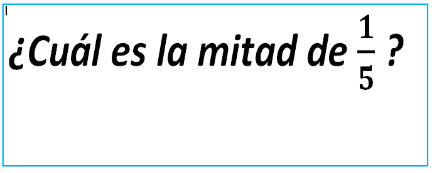 ¿Cuál es la mitad de 1/5 ?